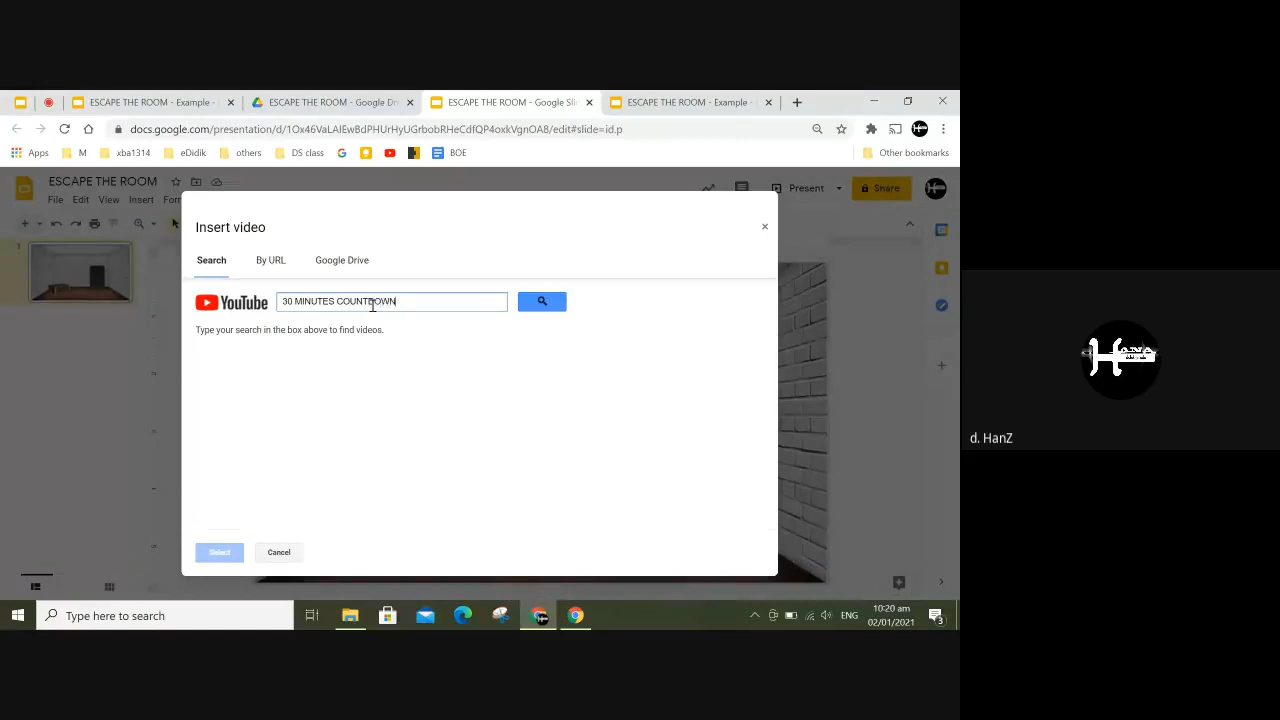 ESCAPE THE ROOM - Example -
ESCAPE THE ROOM - Google Dr
ESCAPE THE ROOM - Google Slid
ESCAPE THE ROOM - Example -
docs.google.com/presentation/d/1Ox46VaLAlEwBdPHUrHyUGrbobRHeCdfQP4oxkVgnOA8/edit#slide=id.p
Apps
M
xba1314
eDidik
others
DS class
BOE
Other bookmarks
ESCAPE THE ROOM
Present
Share
File
Edit
View
Insert
Form
1
Insert video
×
Search
By URL
Google Drive
YouTube
30 MINUTES COUNTDOWN
Type your search in the box above to find videos.
Select
Cancel
d. HanZ
Type here to search
ENG
10:20 am
02/01/2021
3